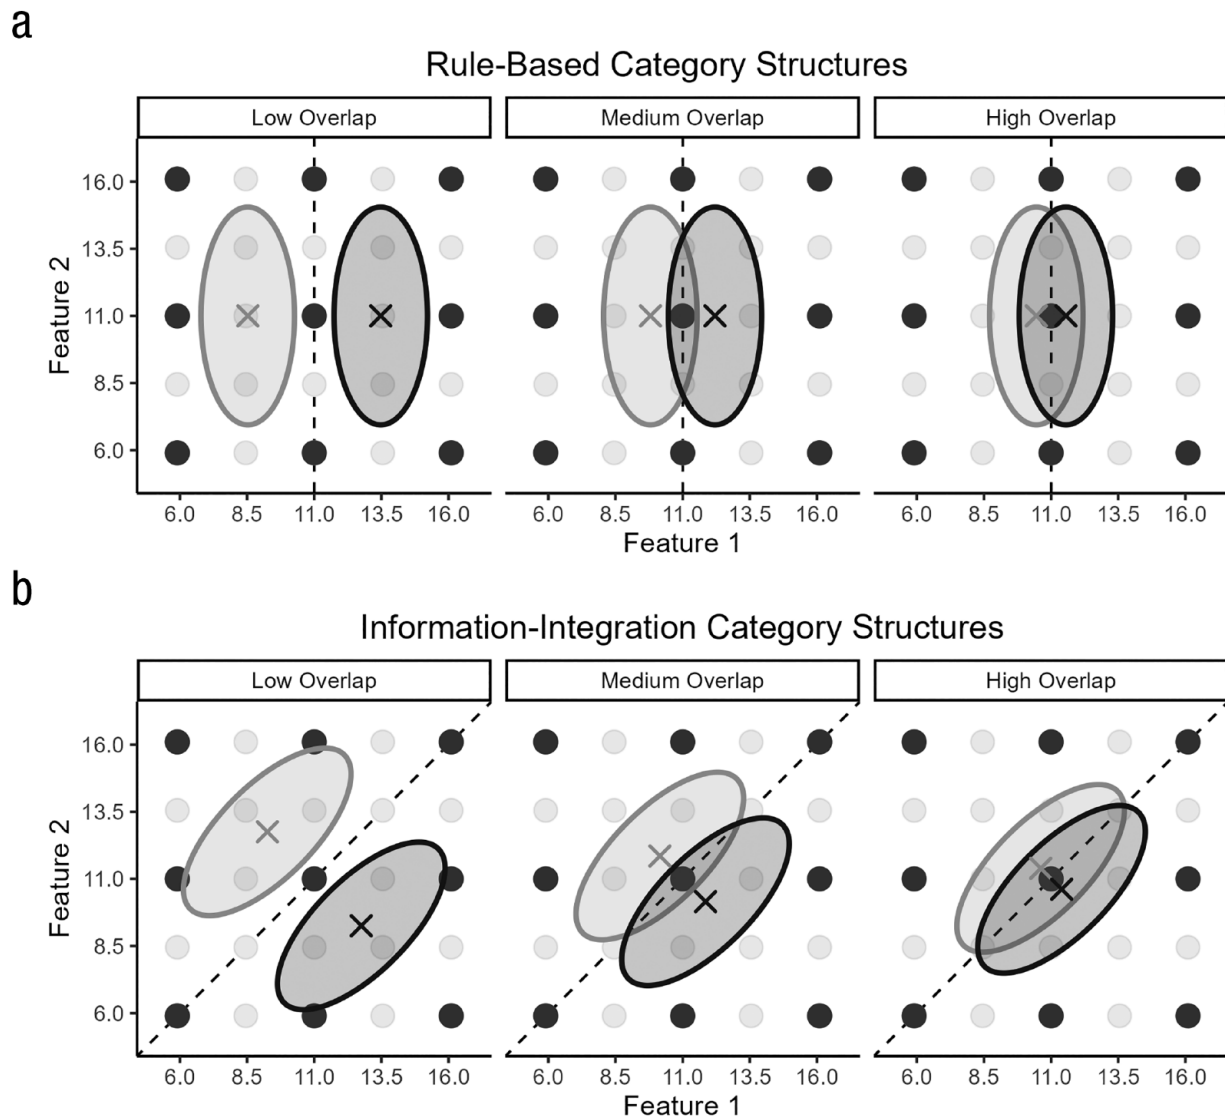 a
Rule-Based Category Structures
Low Overlap Medium Overlap High Overlap
16.0
13.5
11.0
8.5
6.0
Feature 2
6.0 8.5 11.0 13.5 16.0 6.0 8.5 11.0 13.5 16.0 6.0 8.5 11.0 13.5 16.0
Feature 1
b
Information-Integration Category Structures
Low Overlap Medium Overlap High Overlap
16.0
13.5
11.0
8.5
6.0
Feature 2
6.0 8.5 11.0 13.5 16.0 6.0 8.5 11.0 13.5 16.0 6.0 8.5 11.0 13.5 16.0
Feature 1